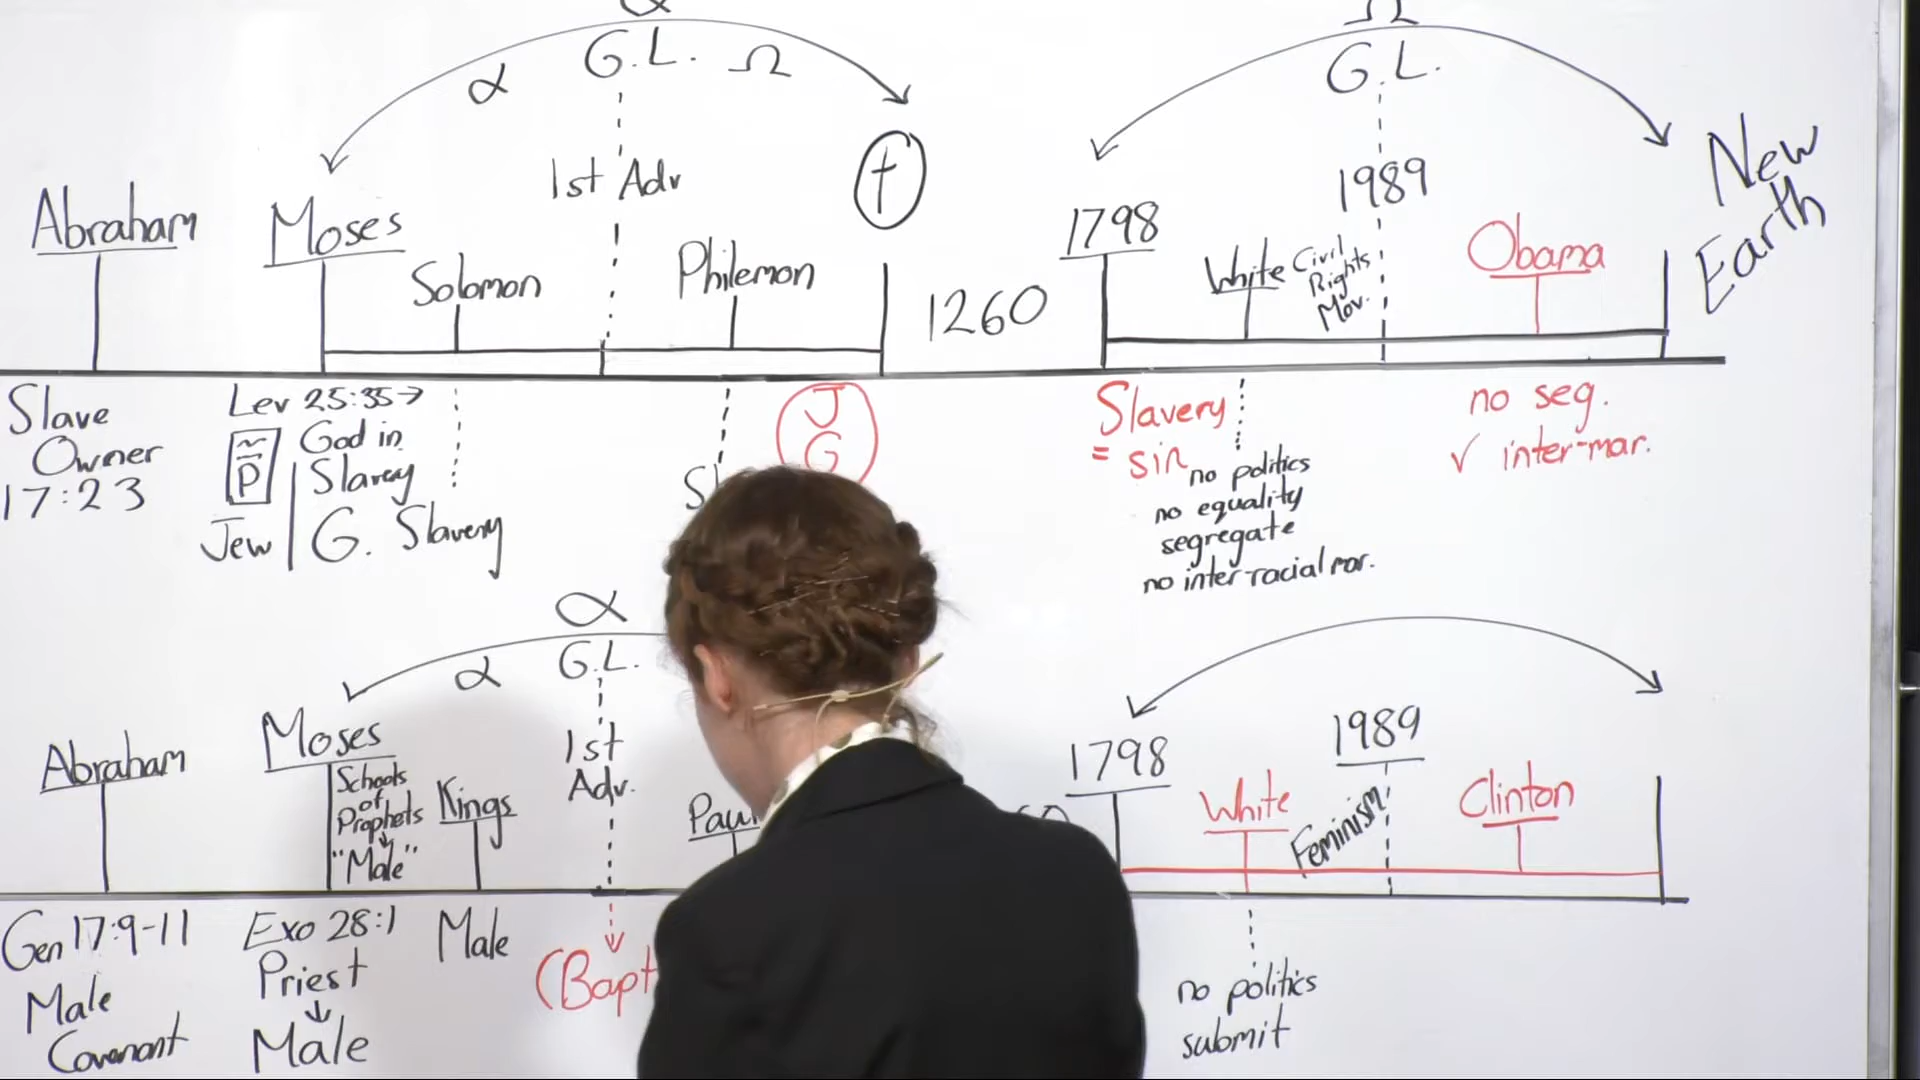 α
Ω
G.L.
α
Ω
G.L.
1st Adv
†
1989
New
Earth
Abraham
Moses
Solomon
Philemon
1260
1798
White
Civil
Rights
Mov.
Obama
Slave
Owner
17:23
Lev 25:35→
God in
P
Slavery
Jew
G. Slavery
J
G
Sl
Slavery
= sin
no politics
no equality
segregate
no inter-racial mar.
no seg.
✓ inter-mar.
α
α
G.L.
Abraham
Moses
Schools
of
Prophets
"Male"
Kings
1st
Adv.
Paul
1798
White
Feminism
1989
Clinton
Gen 17:9-11
Male
Covenant
Exo 28:1
Priest
↓
Male
Male
(Bapt
no politics
submit